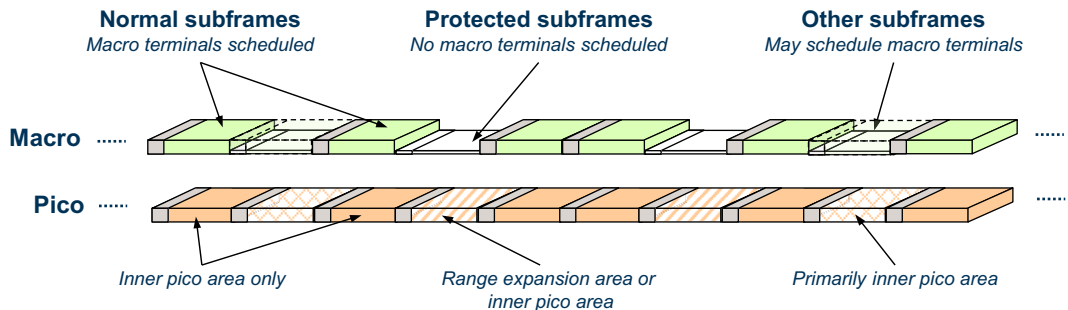 Normal subframes
Macro terminals scheduled
Protected subframes
No macro terminals scheduled
Other subframes
May schedule macro terminals
Macro
Pico
Inner pico area only
Range expansion area or
inner pico area
Primarily inner pico area